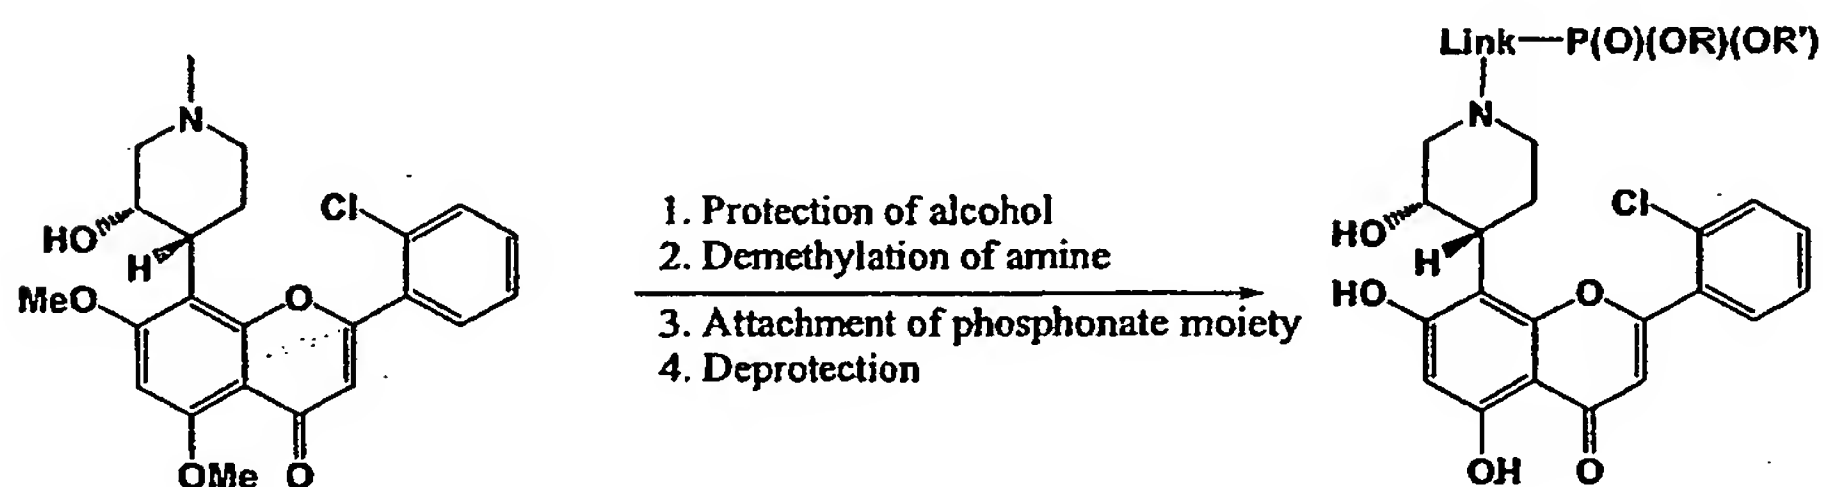 N
HO
H
MeO
O
Cl
OMe
O
1. Protection of alcohol
2. Demethylation of amine
3. Attachment of phosphonate moiety
4. Deprotection
Link—P(O)(OR)(OR')
N
HO
H
HO
O
Cl
OH
O